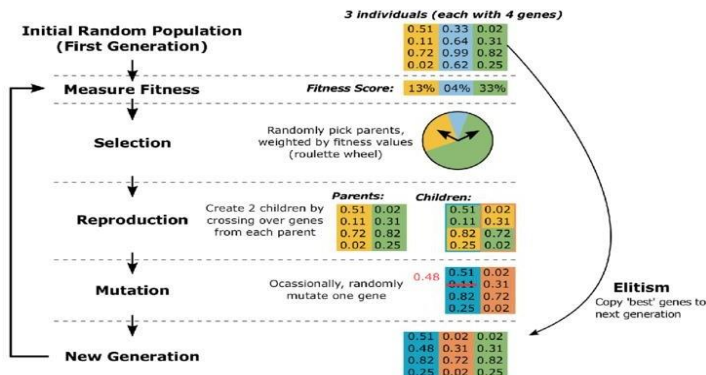 3 individuals (each with 4 genes)
Initial Random Population
(First Generation)
0.51 0.33 0.02
0.11 0.64 0.31
0.72 0.99 0.82
0.02 0.62 0.25
Measure Fitness
Fitness Score: 13% 04% 33%
Selection
Randomly pick parents,
weighted by fitness values
(roulette wheel)
Reproduction
Create 2 children by
crossing over genes
from each parent
Parents:
0.51 0.02
0.11 0.31
0.72 0.82
0.02 0.25
Children:
0.51 0.02
0.11 0.31
0.82 0.72
0.25 0.02
Mutation
Ocassionally, randomly
mutate one gene
0.48
0.51 0.02
0.11 0.31
0.82 0.72
0.25 0.02
Elitism
Copy 'best' genes to
next generation
New Generation
0.51 0.02 0.02
0.48 0.31 0.31
0.82 0.72 0.82
0.25 0.02 0.25